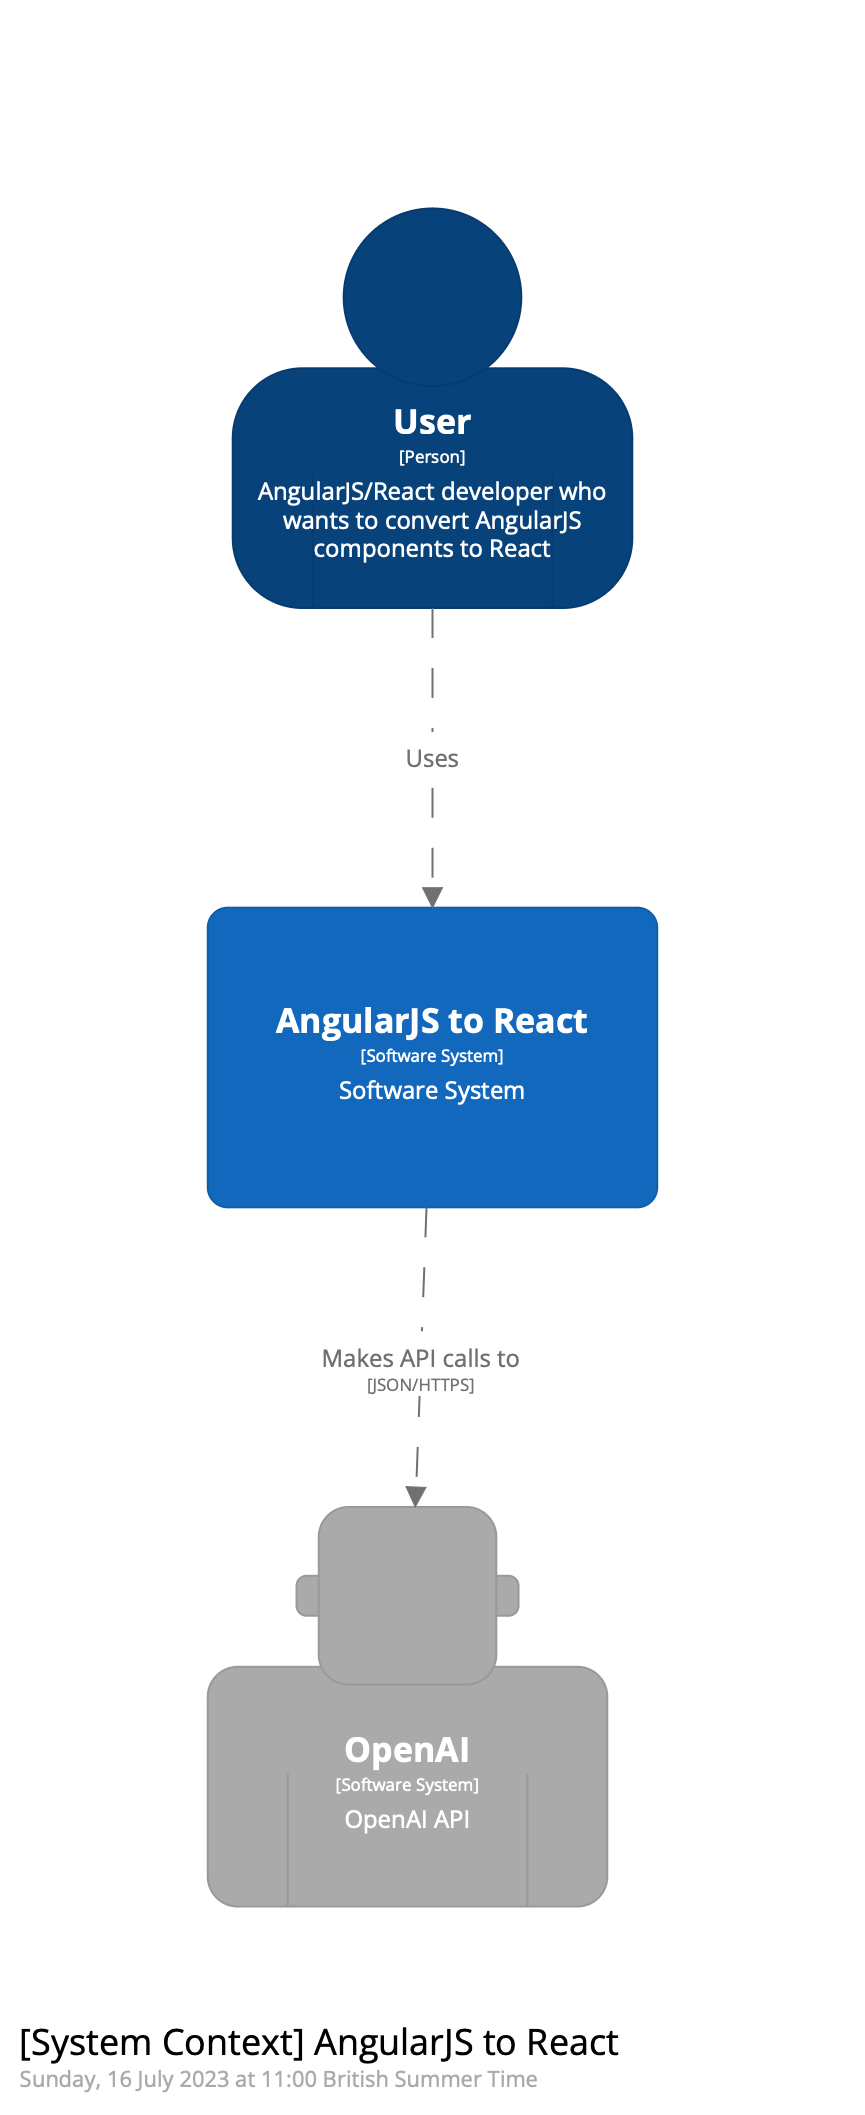 User
[Person]
AngularJS/React developer who
wants to convert AngularJS
components to React
Uses
AngularJS to React
[Software System]
Software System
Makes API calls to
[JSON/HTTPS]
OpenAI
[Software System]
OpenAI API
[System Context] AngularJS to React
Sunday, 16 July 2023 at 11:00 British Summer Time